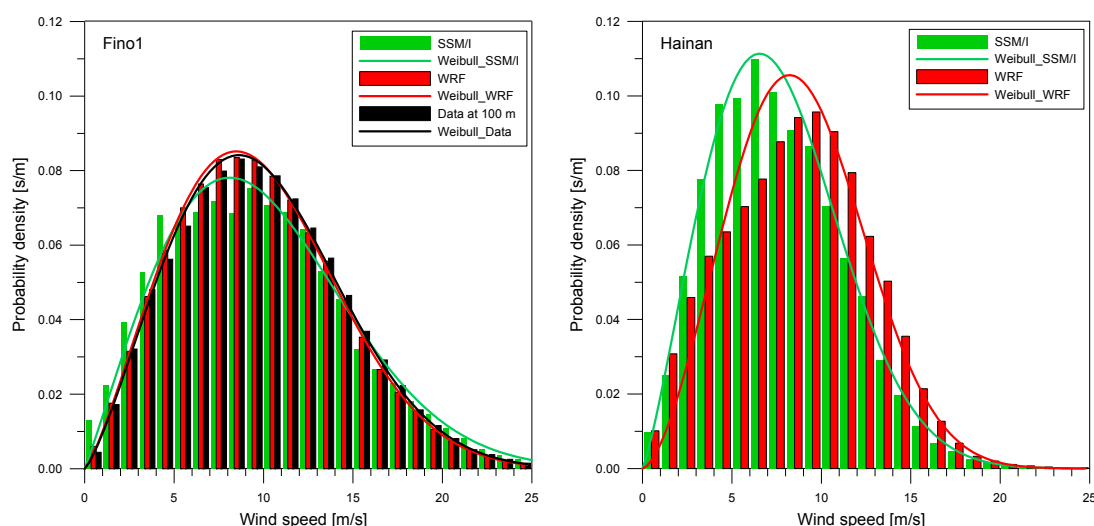 Fino1
SSM/I
Weibull_SSM/I
WRF
Weibull_WRF
Data at 100 m
Weibull_Data
0.12
0.10
0.08
0.06
0.04
0.02
0.00
Probability density [s/m]
0 5 10 15 20 25
Wind speed [m/s]
Hainan
SSM/I
Weibull_SSM/I
WRF
Weibull_WRF
0.12
0.10
0.08
0.06
0.04
0.02
0.00
Probability density [s/m]
0 5 10 15 20 25
Wind speed [m/s]